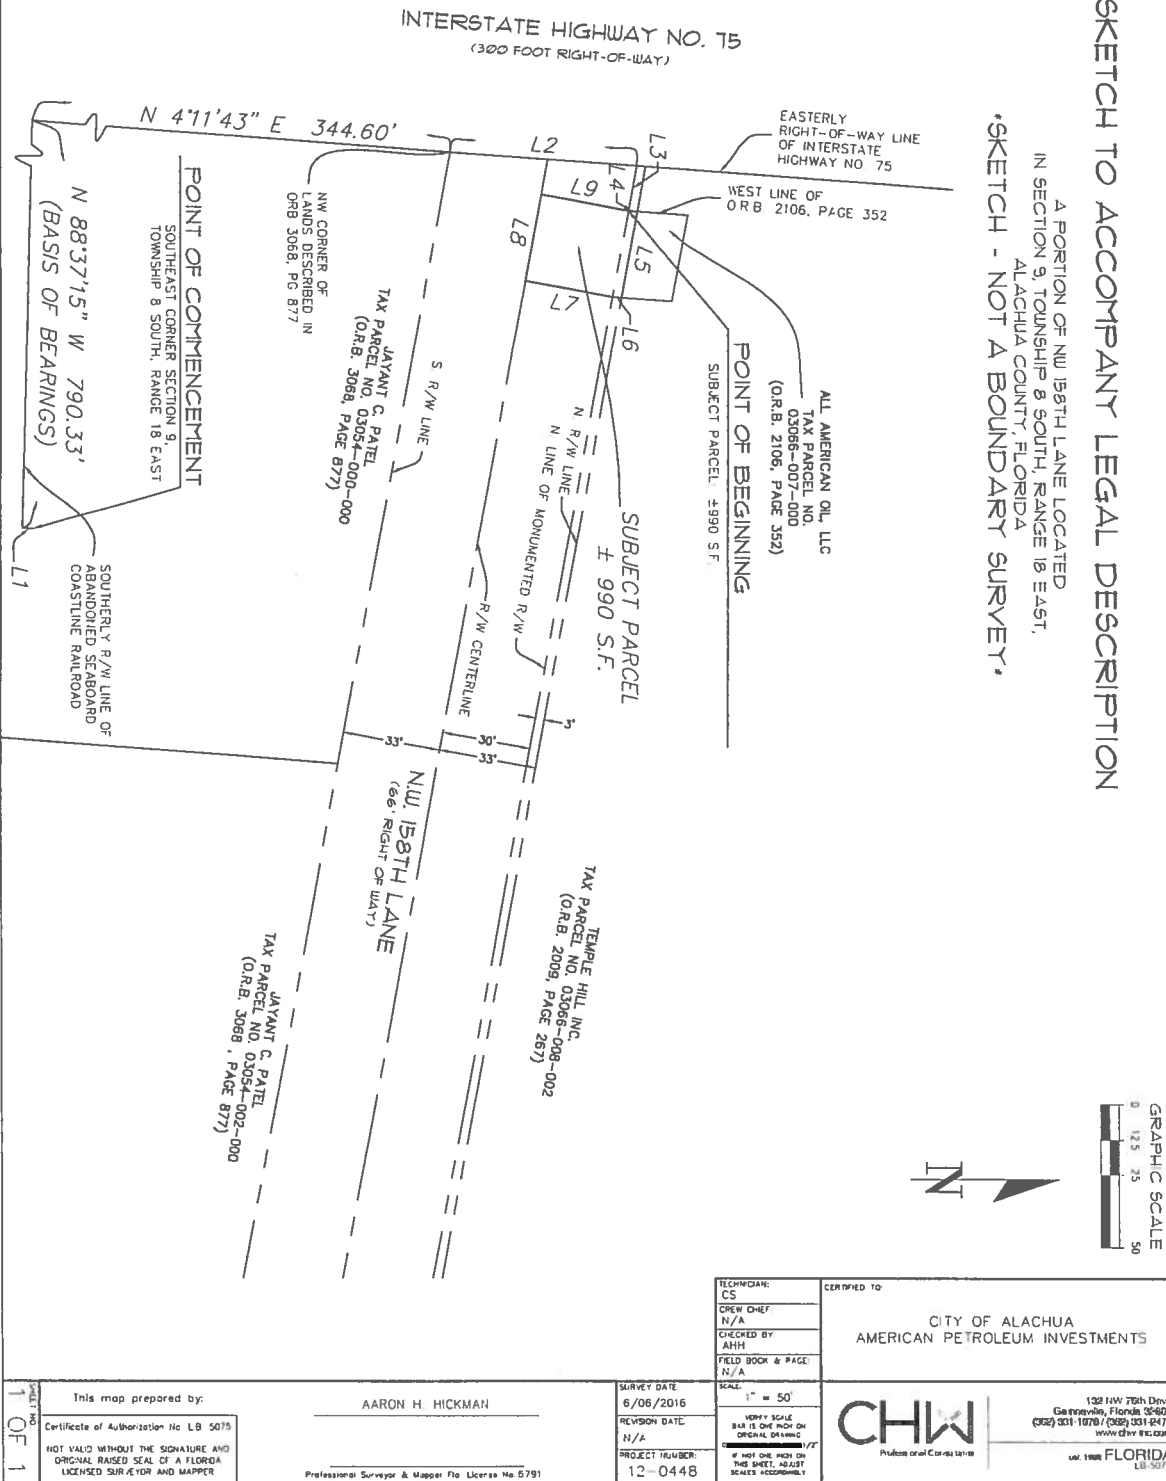 SKETCH TO ACCOMPANY LEGAL DESCRIPTION
A PORTION OF NW 158TH LANE LOCATED
IN SECTION 9, TOWNSHIP 8 SOUTH, RANGE 18 EAST,
ALACHUA COUNTY, FLORIDA
*SKETCH - NOT A BOUNDARY SURVEY*
INTERSTATE HIGHWAY NO. 75
(300 FOOT RIGHT-OF-WAY)
N 4°11'43" E 344.60'
EASTERLY
RIGHT-OF-WAY LINE
OF INTERSTATE
HIGHWAY NO 75
WEST LINE OF
O R B 2106, PAGE 352
L2
L3
L4
L9
L5
L8
L7
L6
NW CORNER OF
LANDS DESCRIBED IN
ORB 3068, PG 877
POINT OF COMMENCEMENT
SOUTHEAST CORNER SECTION 9,
TOWNSHIP 8 SOUTH, RANGE 18 EAST
N 88°37'15" W 790.33'
(BASIS OF BEARINGS)
L1
SOUTHERLY R/W LINE OF
ABANDONED SEABOARD
COASTLINE RAILROAD
JAYANT C. PATEL
TAX PARCEL NO. 03054-000-000
(O.R.B. 3068, PAGE 877)
S R/W LINE
ALL AMERICAN OIL, LLC
TAX PARCEL NO.
03066-007-000
(O.R.B. 2106, PAGE 352)
POINT OF BEGINNING
SUBJECT PARCEL ±990 S.F.
SUBJECT PARCEL
± 990 S.F.
N R/W LINE
N LINE OF MONUMENTED R/W
R/W CENTERLINE
3'
33'
30'
33'
N.W. 158TH LANE
(66' RIGHT OF WAY)
TEMPLE HILL INC.
TAX PARCEL NO. 03066-008-002
(O.R.B. 2009, PAGE 267)
JAYANT C. PATEL
TAX PARCEL NO. 03054-002-000
(O.R.B. 3068, PAGE 877)
GRAPHIC SCALE
0 12.5 25 50
N
TECHNICIAN:
CS
CREW CHIEF
N/A
CHECKED BY
AHH
FIELD BOOK & PAGE:
N/A
CERTIFIED TO:
CITY OF ALACHUA
AMERICAN PETROLEUM INVESTMENTS
SHEET NO
1 OF 1
This map prepared by:
Certificate of Authorization No L B 5075
NOT VALID WITHOUT THE SIGNATURE AND
ORIGINAL RAISED SEAL OF A FLORIDA
LICENSED SURVEYOR AND MAPPER
AARON H. HICKMAN
Professional Surveyor & Mapper Fla License No. 5791
SURVEY DATE
6/06/2016
REVISION DATE:
N/A
PROJECT NUMBER:
12-0448
SCALE:
1" = 50'
VERIFY SCALE
BAR IS ONE INCH ON
ORIGINAL DRAWING
IF NOT ONE INCH ON
THIS SHEET, ADJUST
SCALES ACCORDINGLY
CHW
Professional Consultants
132 NW 76th Drive
Gainesville, Florida
FLORIDA